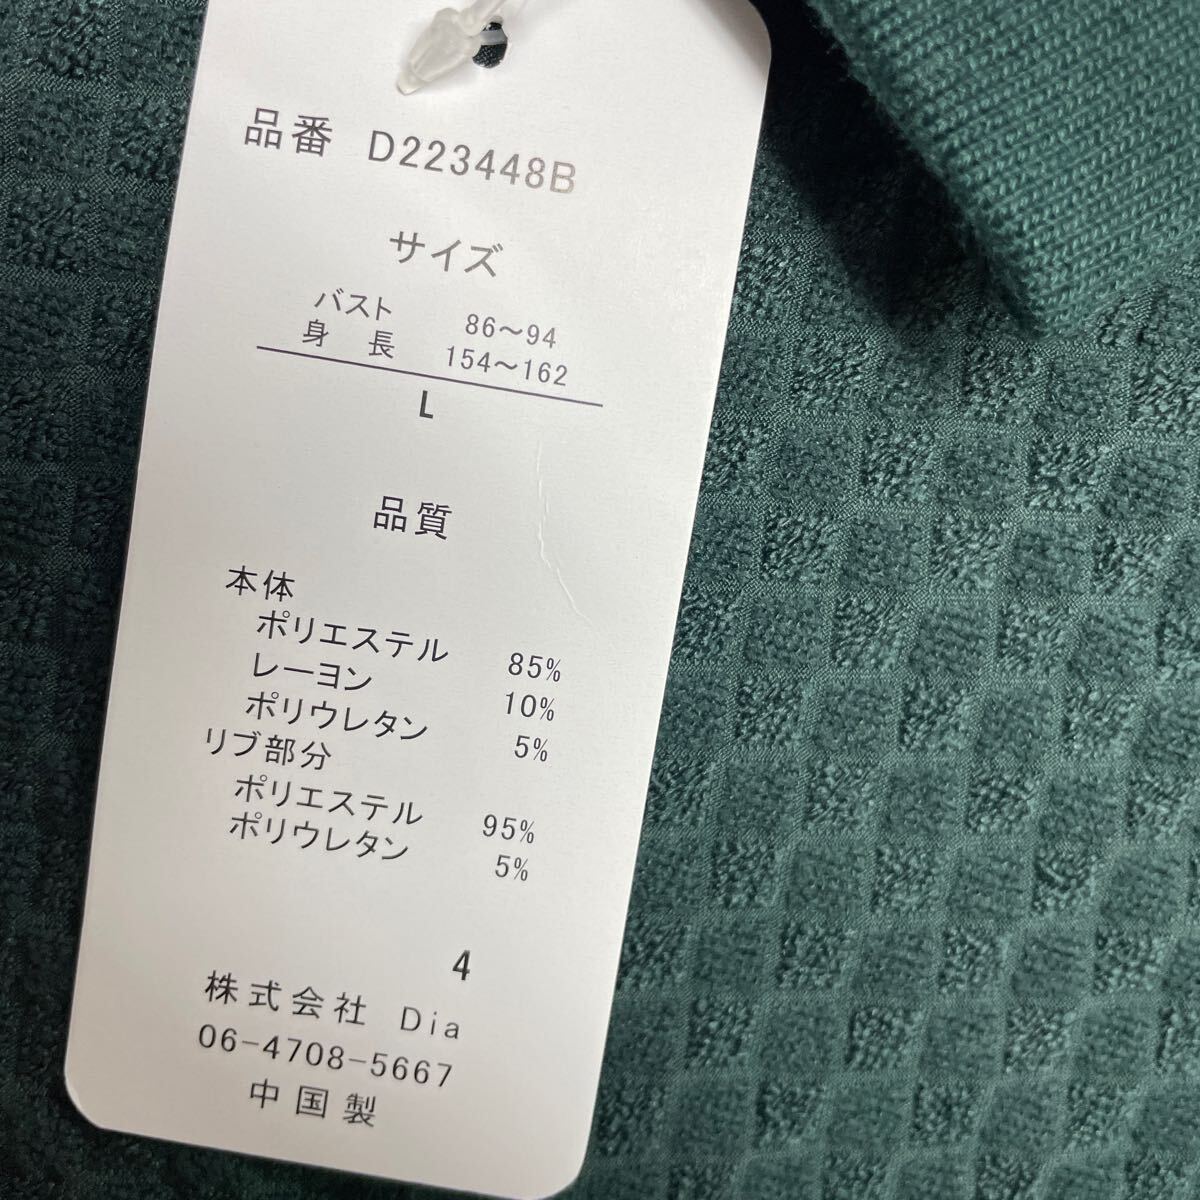 品番 D223448B
サイズ
バスト 86～94
身長 154～162
L
品質
本体
ポリエステル 85%
レーヨン 10%
ポリウレタン 5%
リブ部分
ポリエステル 95%
ポリウレタン 5%
4
株式会社 Dia
06-4708-5667
中国製